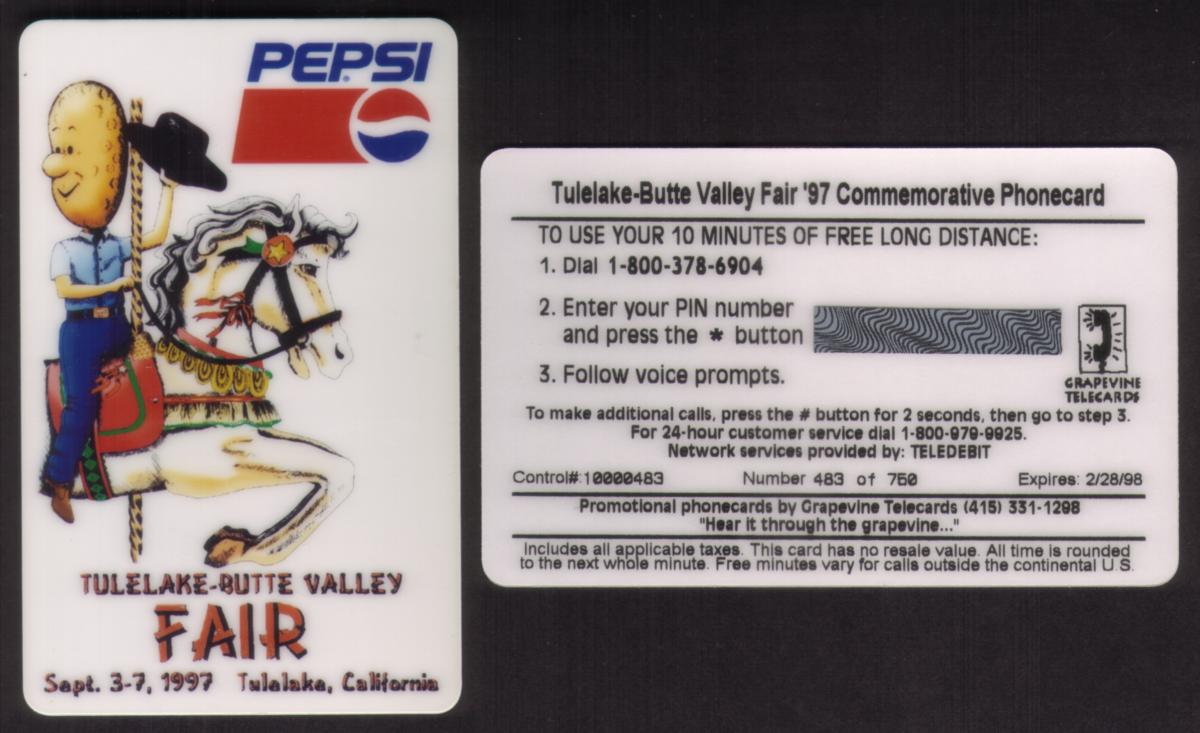 PEPSI
TULELAKE-BUTTE VALLEY
FAIR
Sept. 3-7, 1997 Tulelake, California
Tulelake-Butte Valley Fair '97 Commemorative Phonecard
TO USE YOUR 10 MINUTES OF FREE LONG DISTANCE:
1. Dial 1-800-378-6904
2. Enter your PIN number
and press the * button
3. Follow voice prompts.
GRAPEVINE
TELECARDS
To make additional calls, press the # button for 2 seconds, then go to step 3.
For 24-hour customer service dial 1-800-979-9925.
Network services provided by: TELEDEBIT
Control#:10000483 Number 483 of 750 Expires: 2/28/98
Promotional phonecards by Grapevine Telecards (415) 331-1298
"Hear it through the grapevine..."
Includes all applicable taxes. This card has no resale value. All time is rounded
to the next whole minute. Free minutes vary for calls outside the continental U.S.